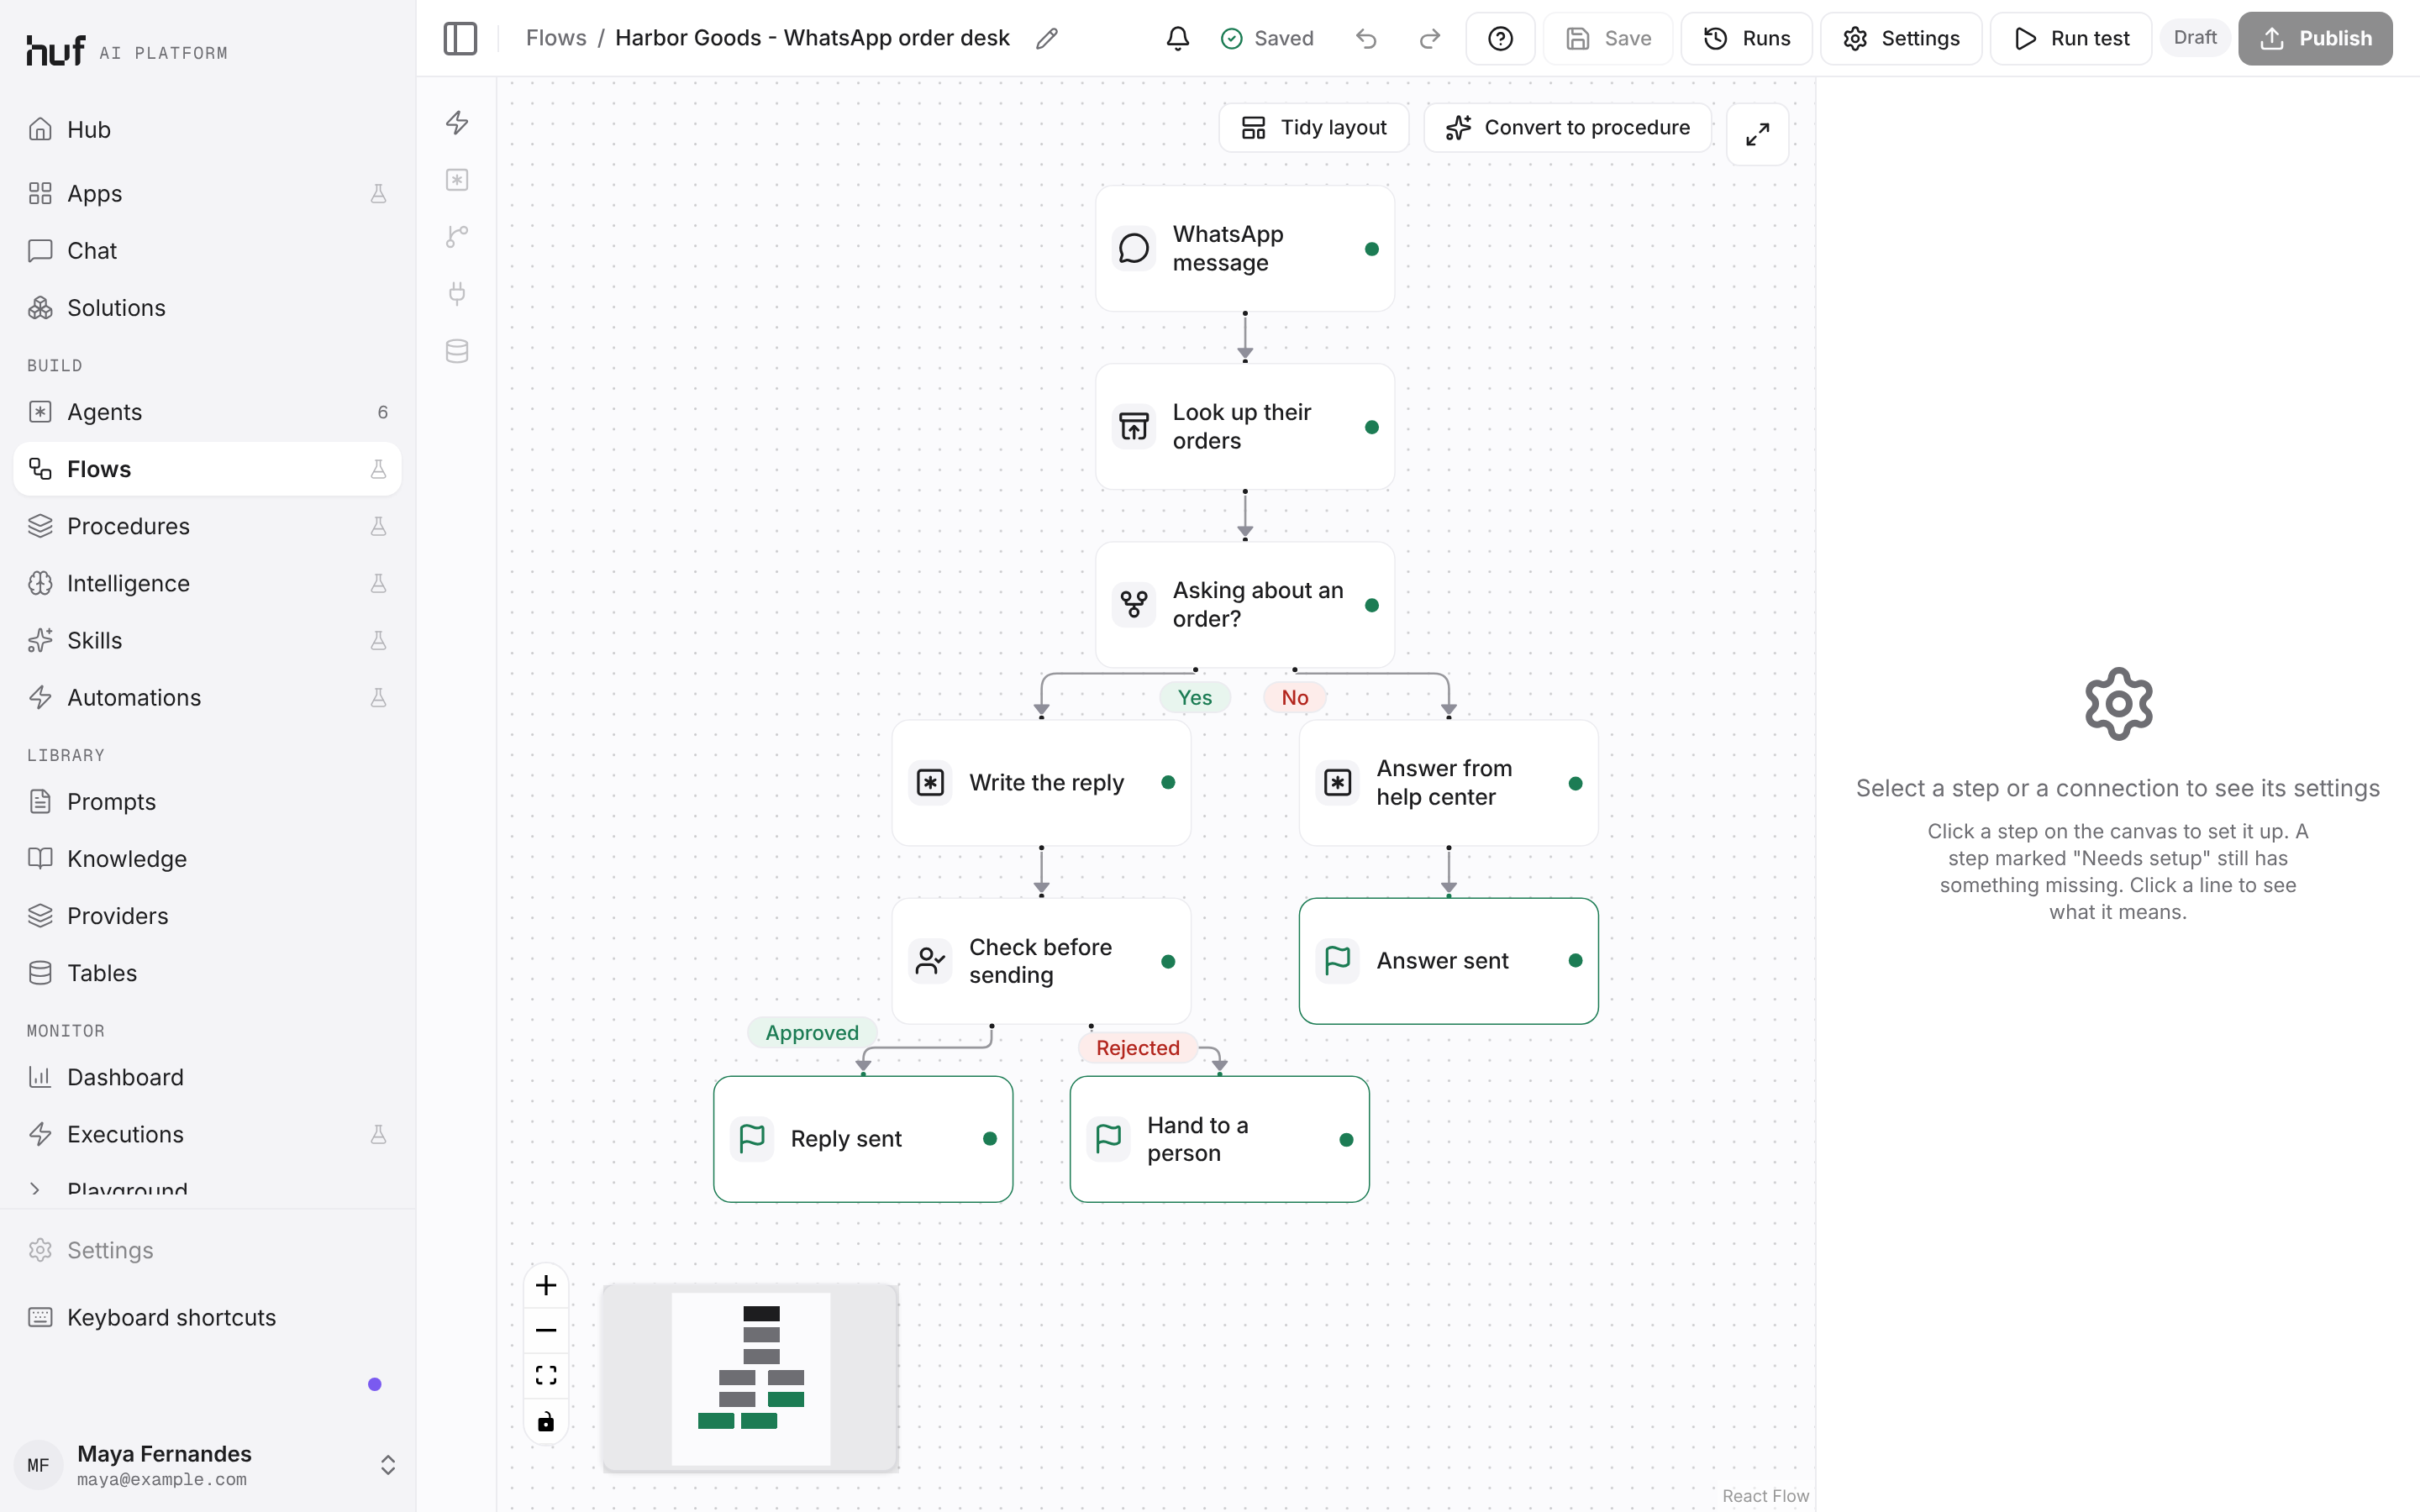 huf AI PLATFORM
Hub
Apps
Chat
Solutions
BUILD
Agents 6
Flows
Procedures
Intelligence
Skills
Automations
LIBRARY
Prompts
Knowledge
Providers
Tables
MONITOR
Dashboard
Executions
Playground
Settings
Keyboard shortcuts
MF
Maya Fernandes
maya@example.com
Flows / Harbor Goods - WhatsApp order desk
Saved
Save
Runs
Settings
Run test
Draft
Publish
Tidy layout
Convert to procedure
WhatsApp
message
Look up their
orders
Asking about an
order?
Yes
No
Write the reply
Answer from
help center
Check before
sending
Answer sent
Approved
Rejected
Reply sent
Hand to a
person
React Flow
Select a step or a connection to see its settings
Click a step on the canvas to set it up. A
step marked "Needs setup" still has
something missing. Click a line to see
what it means.